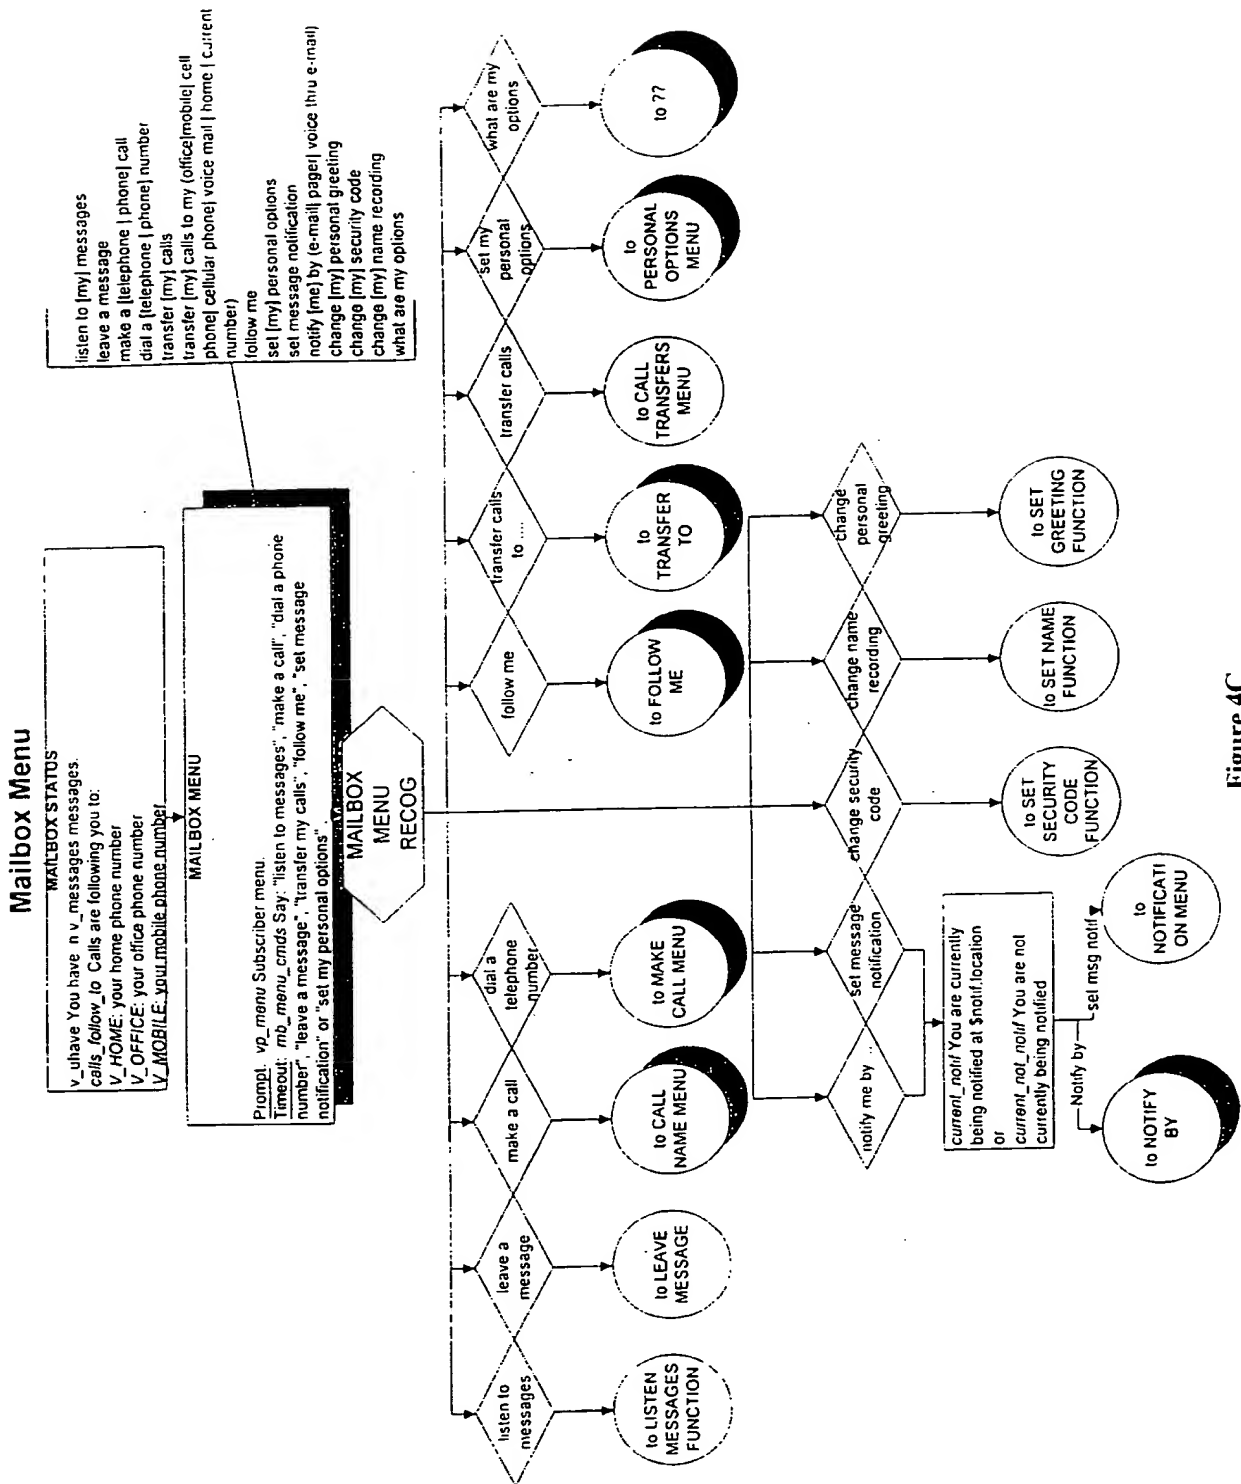 Mailbox Menu
MAILBOX STATUS
v_uhave You have n v_messages messages.
calls_follow_to Calls are following you to:
V_HOME: your home phone number
V_OFFICE: your office phone number
V_MOBILE: your mobile phone number
MAILBOX MENU
Prompt. vp_menu Subscriber menu.
Timeout: mb_menu_cmds Say: "listen to messages", "make a call", "dial a phone
number", "leave a message", "transfer my calls", "follow me", "set message
notification" or "set my personal options"
listen to [my] messages
leave a message
make a [telephone | phone] call
dial a [telephone | phone] number
transfer [my] calls
transfer [my] calls to my (office|mobile| cell
phone| cellular phone| voice mail | home | current
number)
follow me
set [my] personal options
set message notification
notify [me] by (e-mail| pager| voice thru e-mail)
change [my] personal greeting
change [my] security code
change [my] name recording
what are my options
MAILBOX
MENU
RECOG
listen to
messages
leave a
message
make a call
dial a
telephone
number
follow me
transfer calls
to ....
transfer calls
set my
personal
options
what are my
options
to LISTEN
MESSAGES
FUNCTION
to LEAVE
MESSAGE
to CALL
NAME MENU
to MAKE
CALL MENU
to FOLLOW
ME
to
TRANSFER
TO
to CALL
TRANSFERS
MENU
to
PERSONAL
OPTIONS
MENU
to ??
notify me by ..
set message
notification
change security
code
change name
recording
change
personal
greeting
current_notif You are currently
being notified at $notif.location
or
current_not_notif You are not
currently being notified
Notify by
set msg notif
to NOTIFY
BY
to
NOTIFICATI
ON MENU
to SET
SECURITY
CODE
FUNCTION
to SET NAME
FUNCTION
to SET
GREETING
FUNCTION
Figure 4C